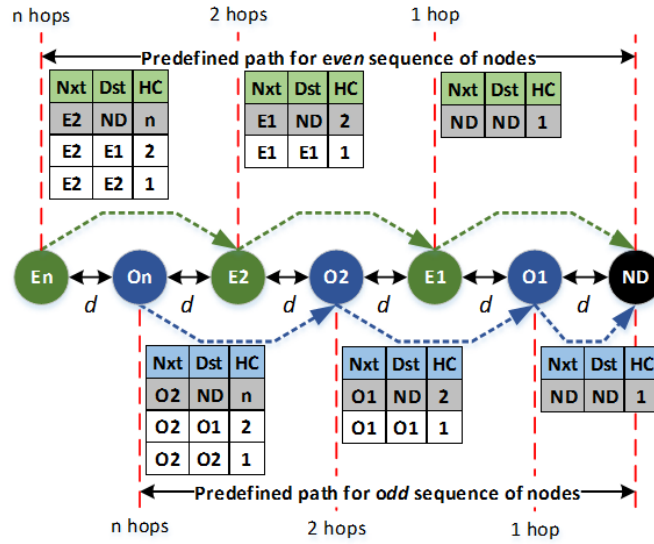 n hops 2 hops 1 hop
Predefined path for even sequence of nodes
Nxt Dst HC
E2 ND n
E2 E1 2
E2 E2 1
Nxt Dst HC
E1 ND 2
E1 E1 1
Nxt Dst HC
ND ND 1
En On E2 O2 E1 O1 ND
d d d d d d
Nxt Dst HC
O2 ND n
O2 O1 2
O2 O2 1
Nxt Dst HC
O1 ND 2
O1 O1 1
Nxt Dst HC
ND ND 1
Predefined path for odd sequence of nodes
n hops 2 hops 1 hop